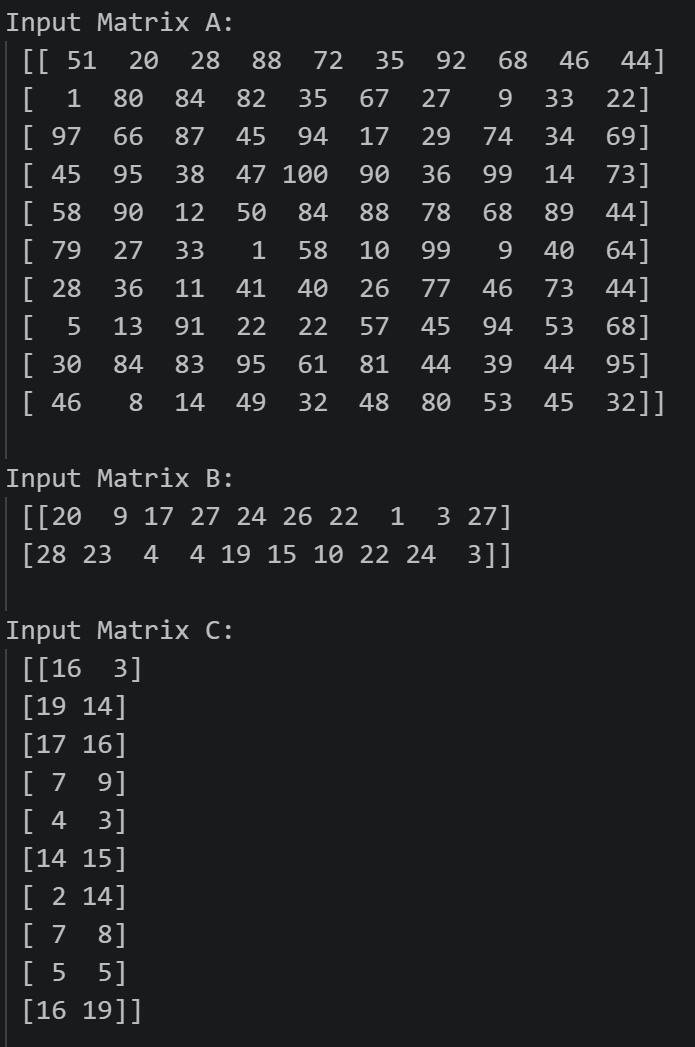 Input Matrix A:
[[ 51  20  28  88  72  35  92  68  46  44]
[  1  80  84  82  35  67  27   9  33  22]
[ 97  66  87  45  94  17  29  74  34  69]
[ 45  95  38  47 100  90  36  99  14  73]
[ 58  90  12  50  84  88  78  68  89  44]
[ 79  27  33   1  58  10  99   9  40  64]
[ 28  36  11  41  40  26  77  46  73  44]
[  5  13  91  22  22  57  45  94  53  68]
[ 30  84  83  95  61  81  44  39  44  95]
[ 46   8  14  49  32  48  80  53  45  32]]
Input Matrix B:
[[20  9 17 27 24 26 22  1  3 27]
[28 23  4  4 19 15 10 22 24  3]]
Input Matrix C:
[[16  3]
[19 14]
[17 16]
[ 7  9]
[ 4  3]
[14 15]
[ 2 14]
[ 7  8]
[ 5  5]
[16 19]]